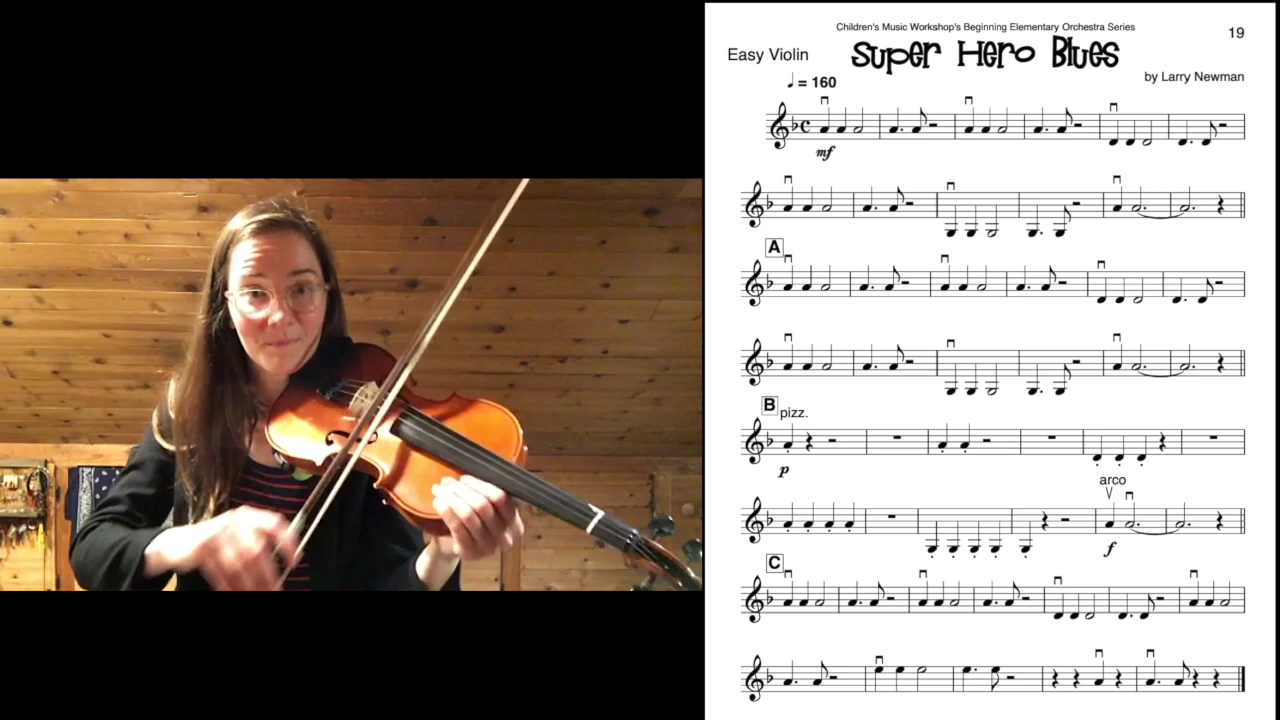 Children's Music Workshop's Beginning Elementary Orchestra Series
19
Easy Violin
Super Hero Blues
♩ = 160
by Larry Newman
mf
A
B
pizz.
p
arco
f
C